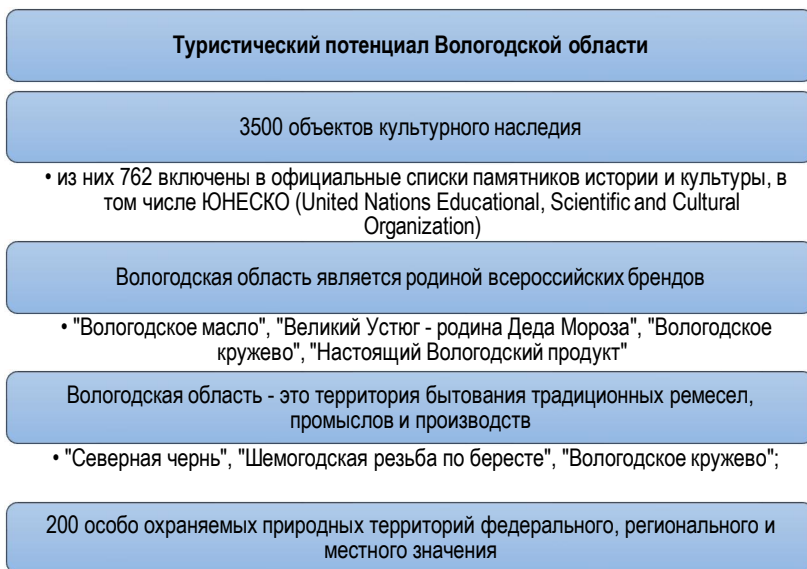 Туристический потенциал Вологодской области
3500 объектов культурного наследия
• из них 762 включены в официальные списки памятников истории и культуры, в
том числе ЮНЕСКО (United Nations Educational, Scientific and Cultural
Organization)
Вологодская область является родиной всероссийских брендов
• "Вологодское масло", "Великий Устюг - родина Деда Мороза", "Вологодское
кружево", "Настоящий Вологодский продукт"
Вологодская область - это территория бытования традиционных ремесел,
промыслов и производств
• "Северная чернь", "Шемогодская резьба по бересте", "Вологодское кружево";
200 особо охраняемых природных территорий федерального, регионального и
местного значения